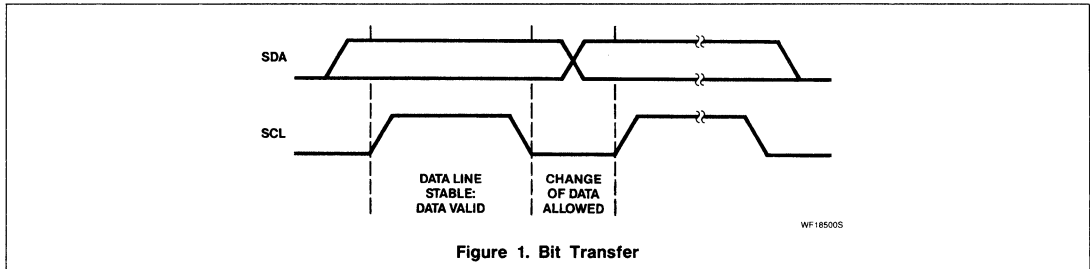 SDA
SCL
DATA LINE
STABLE:
DATA VALID
CHANGE
OF DATA
ALLOWED
WF18500S
Figure 1. Bit Transfer